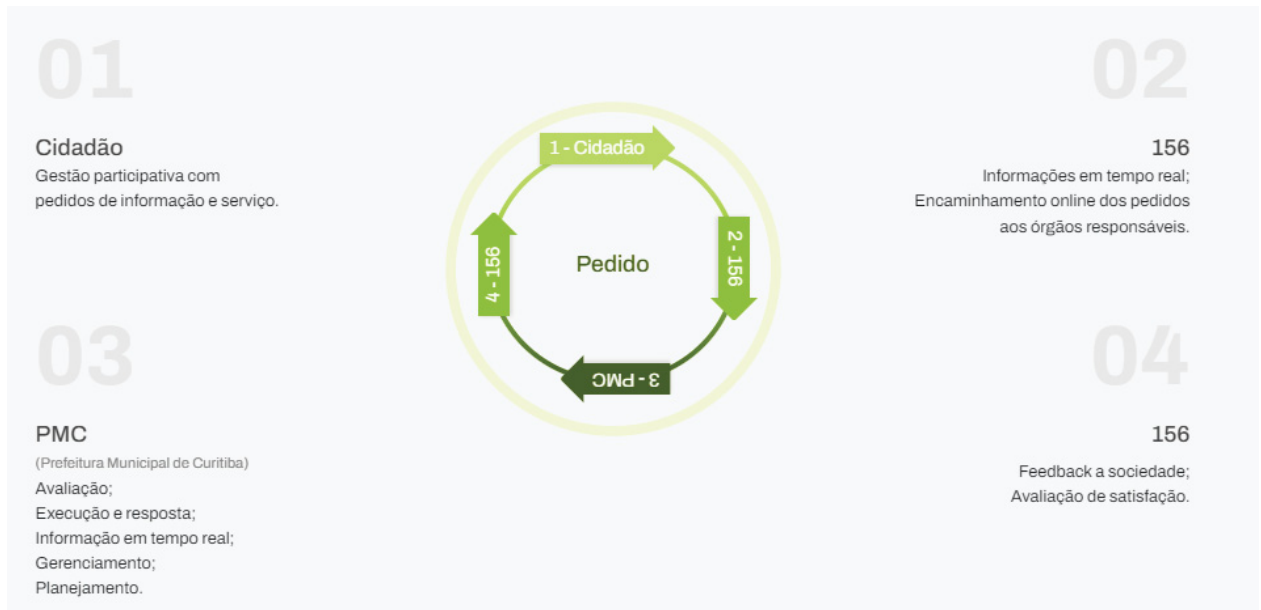 01
Cidadão
Gestão participativa com
pedidos de informação e serviço.
02
156
Informações em tempo real;
Encaminhamento online dos pedidos
aos órgãos responsáveis.
1 - Cidadão
2 - 156
3 - PMC
4 - 156
Pedido
03
PMC
(Prefeitura Municipal de Curitiba)
Avaliação;
Execução e resposta;
Informação em tempo real;
Gerenciamento;
Planejamento.
04
156
Feedback a sociedade;
Avaliação de satisfação.